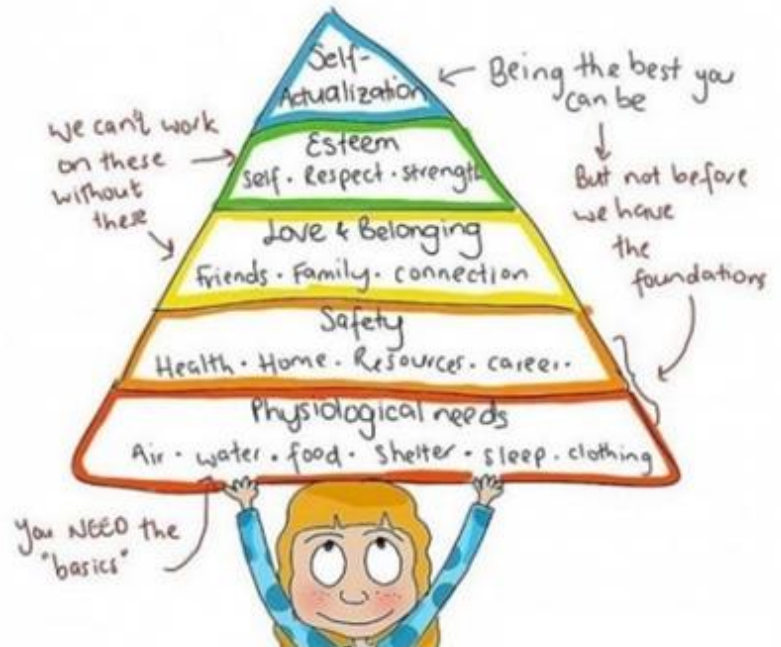 Self-
Actualization
Being the best you
can be
we can't work
on these
without
these
Esteem
Self · Respect · strength
But not before
we have
the
foundations
Love & Belonging
Friends · Family · connection
Safety
Health · Home · Resources · career ·
Physiological needs
Air · water · food · Shelter · sleep · clothing
You NEED the
"basics"